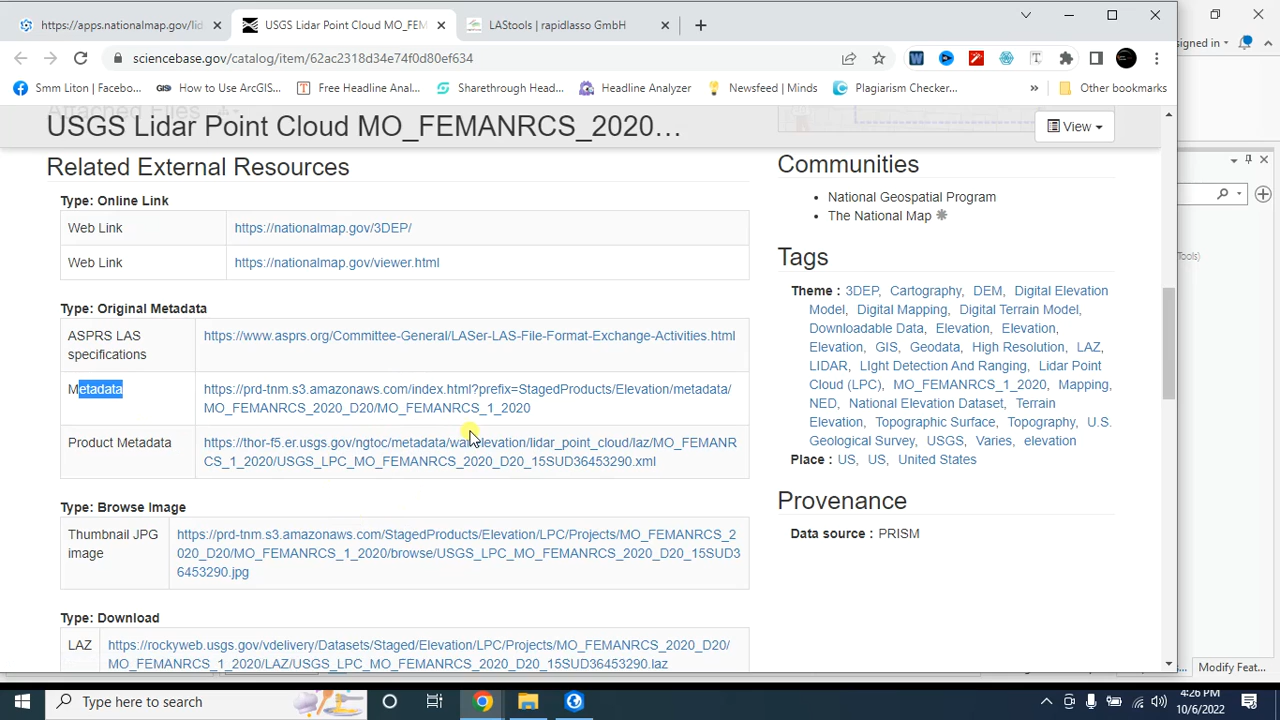 https://apps.nationalmap.gov/lid
USGS Lidar Point Cloud MO_FEM
LAStools | rapidlasso GmbH
sciencebase.gov/catalog/item/62ac2318d34e74f0d80ef634
igned in
Smm Liton | Faceboo...
GIS
How to Use ArcGIS...
Free Headline Anal...
Sharethrough Head...
Headline Analyzer
Newsfeed | Minds
Plagiarism Checker...
»
Other bookmarks
USGS Lidar Point Cloud MO_FEMANRCS_2020...
View
Related External Resources
Type: Online Link
Web Link https://nationalmap.gov/3DEP/
Web Link https://nationalmap.gov/viewer.html
Type: Original Metadata
ASPRS LAS specifications https://www.asprs.org/Committee-General/LASer-LAS-File-Format-Exchange-Activities.html
Metadata https://prd-tnm.s3.amazonaws.com/index.html?prefix=StagedProducts/Elevation/metadata/
MO_FEMANRCS_2020_D20/MO_FEMANRCS_1_2020
Product Metadata https://thor-f5.er.usgs.gov/ngtoc/metadata/wat elevation/lidar_point_cloud/laz/MO_FEMANR
CS_1_2020/USGS_LPC_MO_FEMANRCS_2020_D20_15SUD36453290.xml
Type: Browse Image
Thumbnail JPG image https://prd-tnm.s3.amazonaws.com/StagedProducts/Elevation/LPC/Projects/MO_FEMANRCS_2
020_D20/MO_FEMANRCS_1_2020/browse/USGS_LPC_MO_FEMANRCS_2020_D20_15SUD3
6453290.jpg
Type: Download
LAZ https://rockyweb.usgs.gov/vdelivery/Datasets/Staged/Elevation/LPC/Projects/MO_FEMANRCS_2020_D20/
MO_FEMANRCS_1_2020/LAZ/USGS_LPC_MO_FEMANRCS_2020_D20_15SUD36453290.laz
Communities
National Geospatial Program
The National Map
Tags
Theme : 3DEP, Cartography, DEM, Digital Elevation
Model, Digital Mapping, Digital Terrain Model,
Downloadable Data, Elevation, Elevation,
Elevation, GIS, Geodata, High Resolution, LAZ,
LIDAR, LIght Detection And Ranging, Lidar Point
Cloud (LPC), MO_FEMANRCS_1_2020, Mapping,
NED, National Elevation Dataset, Terrain
Elevation, Topographic Surface, Topography, U.S.
Geological Survey, USGS, Varies, elevation
Place : US, US, United States
Provenance
Data source : PRISM
Tools)
s...
Modify Feat...
Type here to search
4:26 PM
10/6/2022